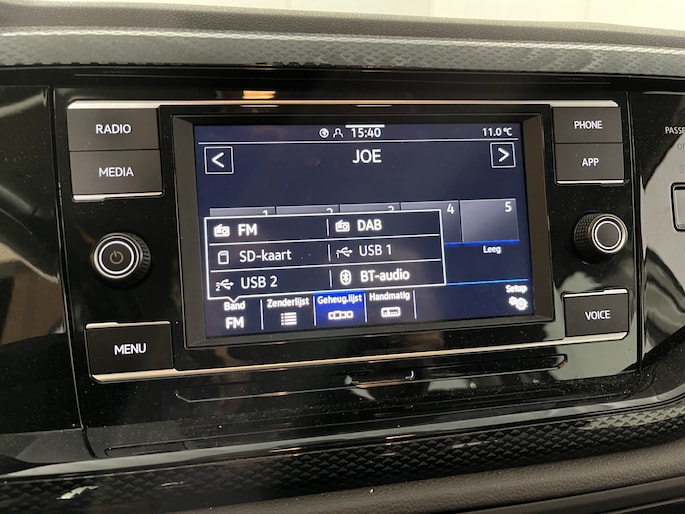 RADIO
MEDIA
MENU
15:40
11.0 °C
<
JOE
>
4
5
FM
DAB
SD-kaart
USB 1
USB 2
BT-audio
Leeg
Band
FM
Zenderlijst
Geheug.lijst
Handmatig
Setup
PHONE
APP
VOICE